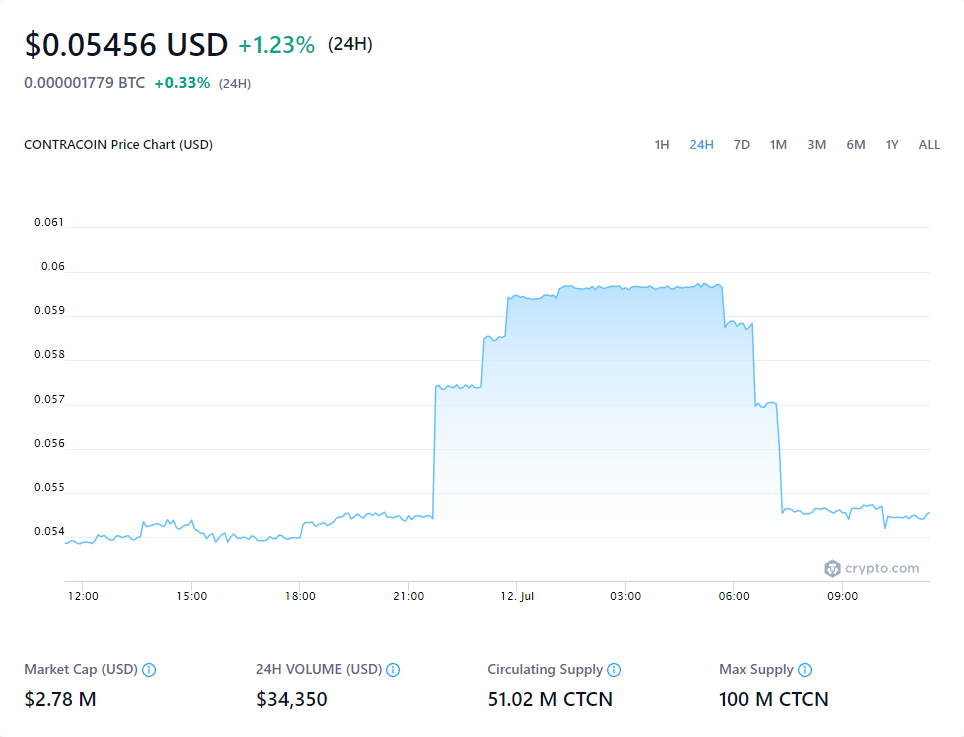 $0.05456 USD +1.23% (24H)
0.000001779 BTC +0.33% (24H)
CONTRACOIN Price Chart (USD) 1H 24H 7D 1M 3M 6M 1Y ALL
0.061
0.06
0.059
0.058
0.057
0.056
0.055
0.054
crypto.com
12:00 15:00 18:00 21:00 12. Jul 03:00 06:00 09:00
Market Cap (USD) 24H VOLUME (USD) Circulating Supply Max Supply
$2.78 M $34,350 51.02 M CTCN 100 M CTCN